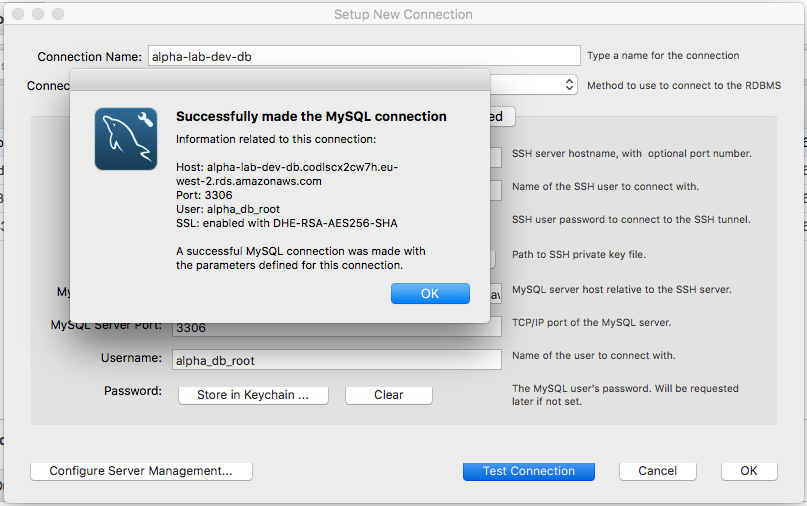 Setup New Connection
Connection Name: alpha-lab-dev-db Type a name for the connection
Connec Method to use to connect to the RDBMS
ed
Successfully made the MySQL connection
Information related to this connection:
Host: alpha-lab-dev-db.codlscx2cw7h.eu-
west-2.rds.amazonaws.com
Port: 3306
User: alpha_db_root
SSL: enabled with DHE-RSA-AES256-SHA
A successful MySQL connection was made with
the parameters defined for this connection.
OK
SSH server hostname, with optional port number.
Name of the SSH user to connect with.
SSH user password to connect to the SSH tunnel.
Path to SSH private key file.
My MySQL server host relative to the SSH server.
MySQL Server Port: 3306 TCP/IP port of the MySQL server.
Username: alpha_db_root Name of the user to connect with.
Password: Store in Keychain ... Clear The MySQL user's password. Will be requested
later if not set.
Configure Server Management... Test Connection Cancel OK